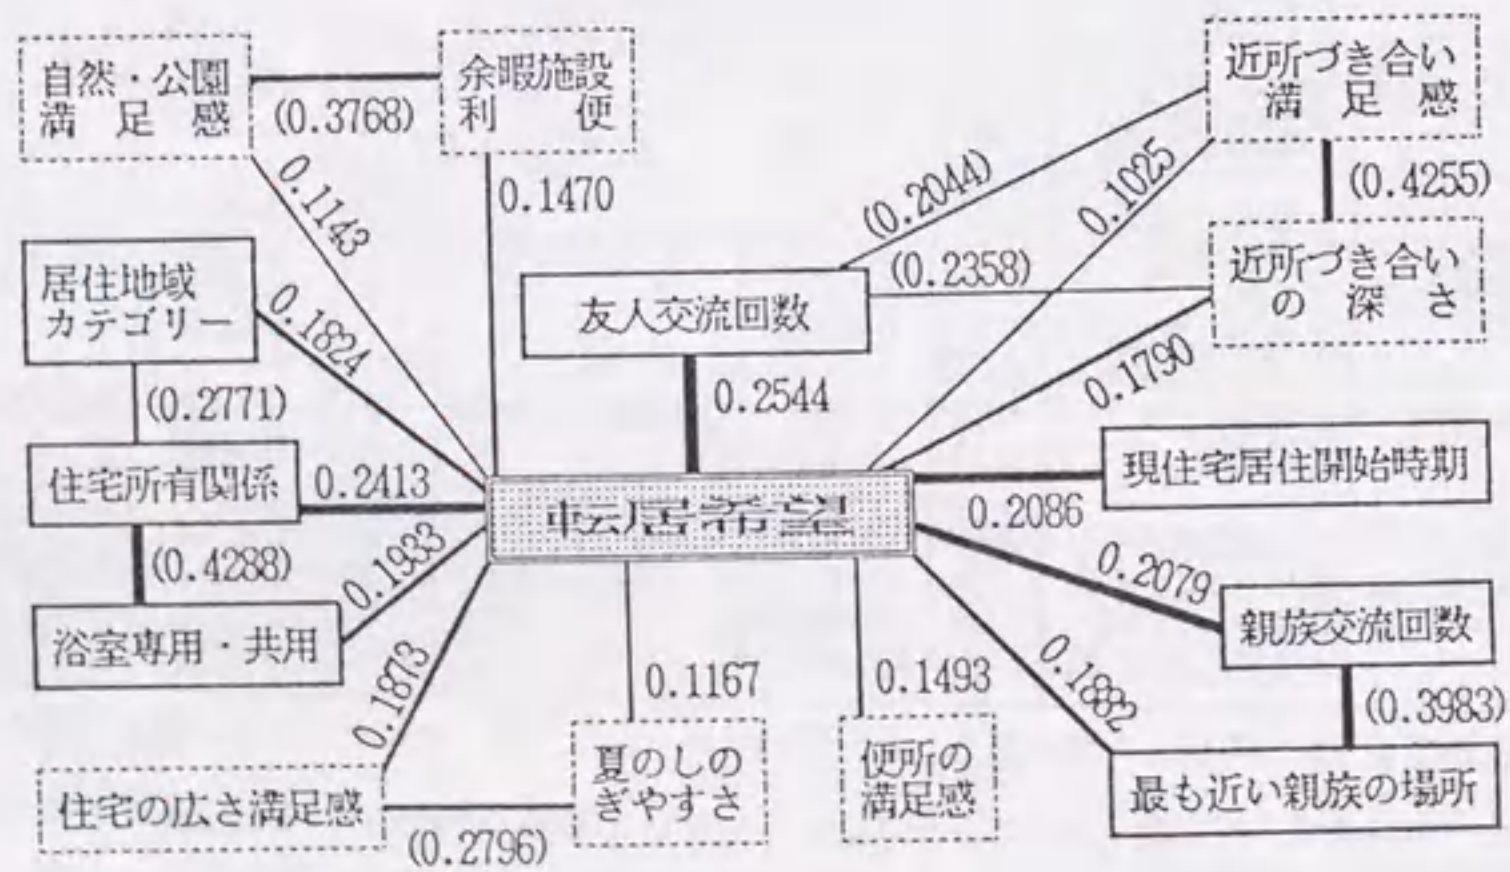 自然・公園
満足感
(0.3768)
余暇施設
利便
近所づき合い
満足感
(0.4255)
0.1143
0.1470
(0.2044)
0.1025
居住地域
カテゴリー
0.1824
友人交流回数
(0.2358)
近所づき合い
の深さ
0.1790
(0.2771)
0.2544
住宅所有関係
0.2413
転居希望
現住宅居住開始時期
0.2086
(0.4288)
0.1933
0.2079
浴室専用・共用
親族交流回数
0.1873
0.1167
0.1493
0.1882
(0.3983)
住宅の広さ満足感
(0.2796)
夏のしの
ぎやすさ
便所の
満足感
最も近い親族の場所